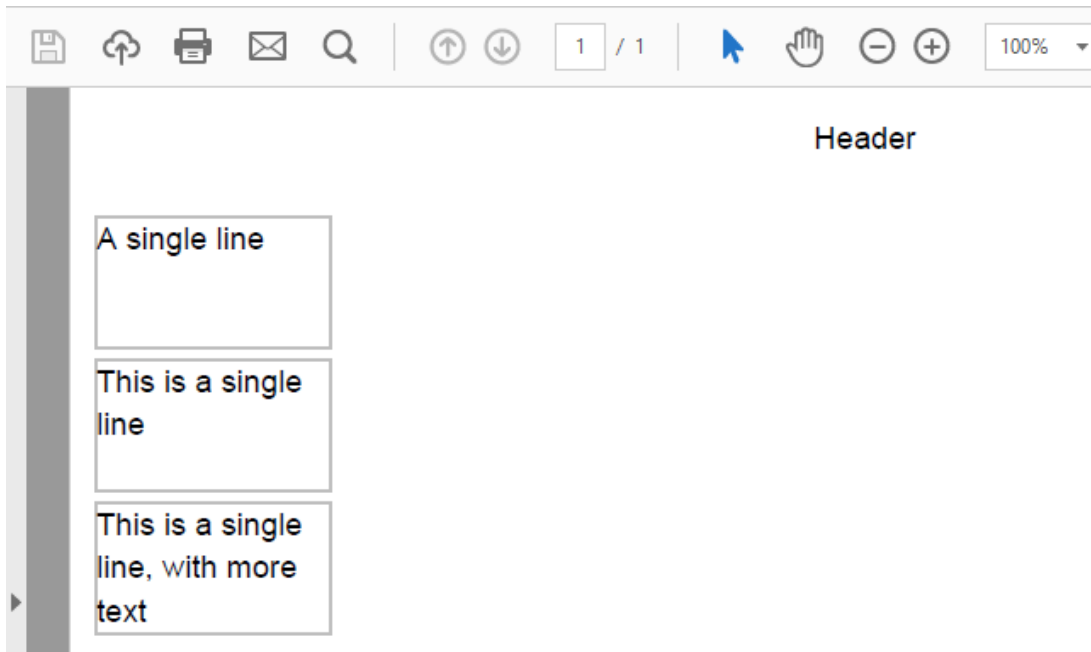 1 / 1
100%
Header
A single line
This is a single
line
This is a single
line, with more
text